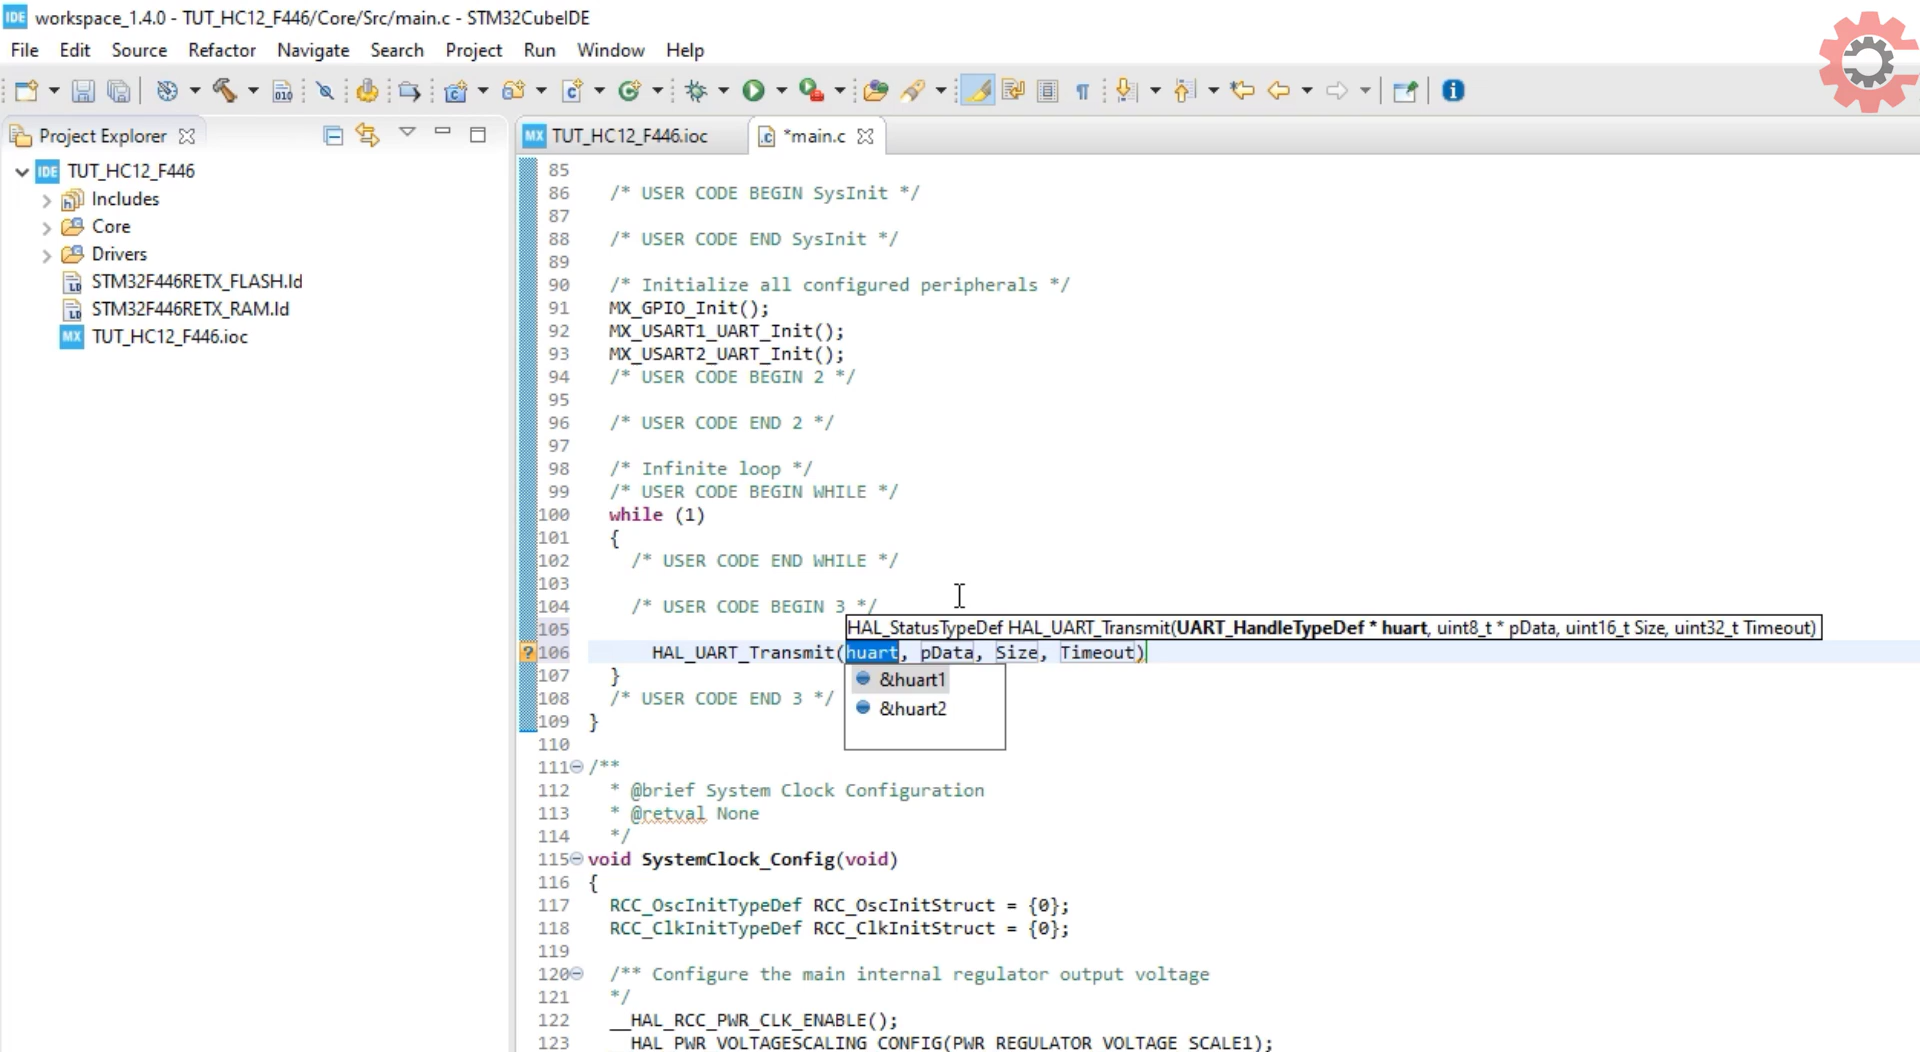 IDE workspace_1.4.0 - TUT_HC12_F446/Core/Src/main.c - STM32CubeIDE
File Edit Source Refactor Navigate Search Project Run Window Help
010
Project Explorer
MX TUT_HC12_F446.ioc
.c *main.c
IDE TUT_HC12_F446
Includes
Core
Drivers
STM32F446RETX_FLASH.ld
STM32F446RETX_RAM.ld
MX TUT_HC12_F446.ioc
85
86 /* USER CODE BEGIN SysInit */
87
88 /* USER CODE END SysInit */
89
90 /* Initialize all configured peripherals */
91 MX_GPIO_Init();
92 MX_USART1_UART_Init();
93 MX_USART2_UART_Init();
94 /* USER CODE BEGIN 2 */
95
96 /* USER CODE END 2 */
97
98 /* Infinite loop */
99 /* USER CODE BEGIN WHILE */
100 while (1)
101 {
102 /* USER CODE END WHILE */
103
104 /* USER CODE BEGIN 3 */
105
HAL_StatusTypeDef HAL_UART_Transmit(UART_HandleTypeDef * huart, uint8_t * pData, uint16_t Size, uint32_t Timeout)
106 HAL_UART_Transmit(huart, pData, Size, Timeout)
&huart1
&huart2
107 }
108 /* USER CODE END 3 */
109 }
110
111 /**
112 * @brief System Clock Configuration
113 * @retval None
114 */
115 void SystemClock_Config(void)
116 {
117 RCC_OscInitTypeDef RCC_OscInitStruct = {0};
118 RCC_ClkInitTypeDef RCC_ClkInitStruct = {0};
119
120 /** Configure the main internal regulator output voltage
121 */
122 __HAL_RCC_PWR_CLK_ENABLE();
123 __HAL_PWR_VOLTAGESCALING_CONFIG(PWR_REGULATOR_VOLTAGE_SCALE1);